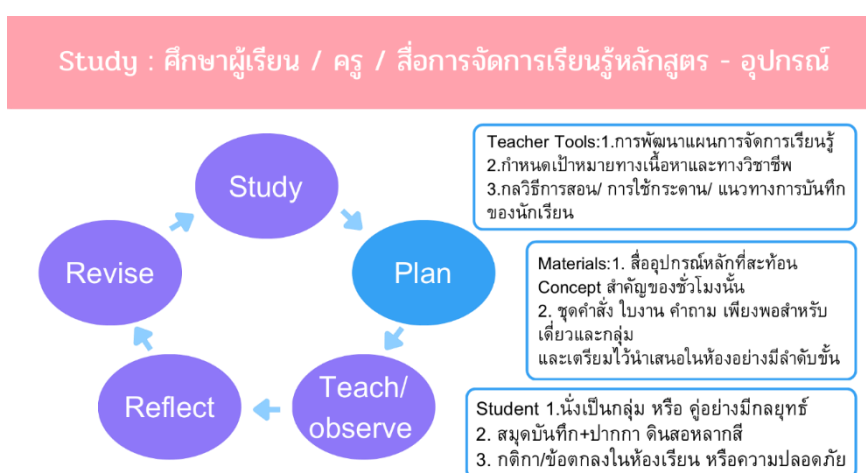 Study : ศึกษาผู้เรียน / ครู / สื่อการจัดการเรียนรู้หลักสูตร - อุปกรณ์
Study
Plan
Teach/
observe
Reflect
Revise
Teacher Tools:1.การพัฒนาแผนการจัดการเรียนรู้
2.กำหนดเป้าหมายทางเนื้อหาและทางวิชาชีพ
3.กลวิธีการสอน/ การใช้กระดาน/ แนวทางการบันทึก
ของนักเรียน
Materials:1. สื่ออุปกรณ์หลักที่สะท้อน
Concept สำคัญของชั่วโมงนั้น
2. ชุดคำสั่ง ใบงาน คำถาม เพียงพอสำหรับ
เดี่ยวและกลุ่ม
และเตรียมไว้นำเสนอในห้องอย่างมีลำดับขั้น
Student 1.นั่งเป็นกลุ่ม หรือ คู่อย่างมีกลยุทธ์
2. สมุดบันทึก+ปากกา ดินสอหลากสี
3. กติกา/ข้อตกลงในห้องเรียน หรือความปลอดภัย